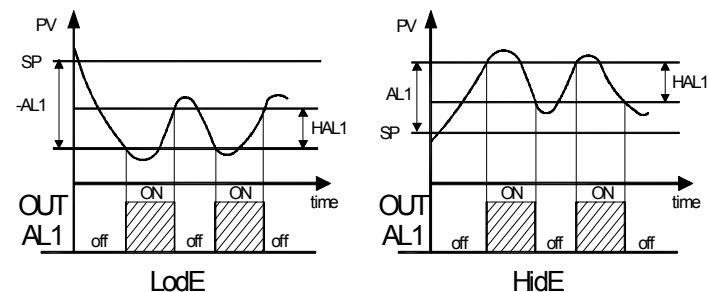 PV
SP
-AL1
HAL1
ON ON
time
OUT
AL1
off off off
LodE
PV
HAL1
AL1
SP
ON ON
time
OUT
AL1
off off off
HidE